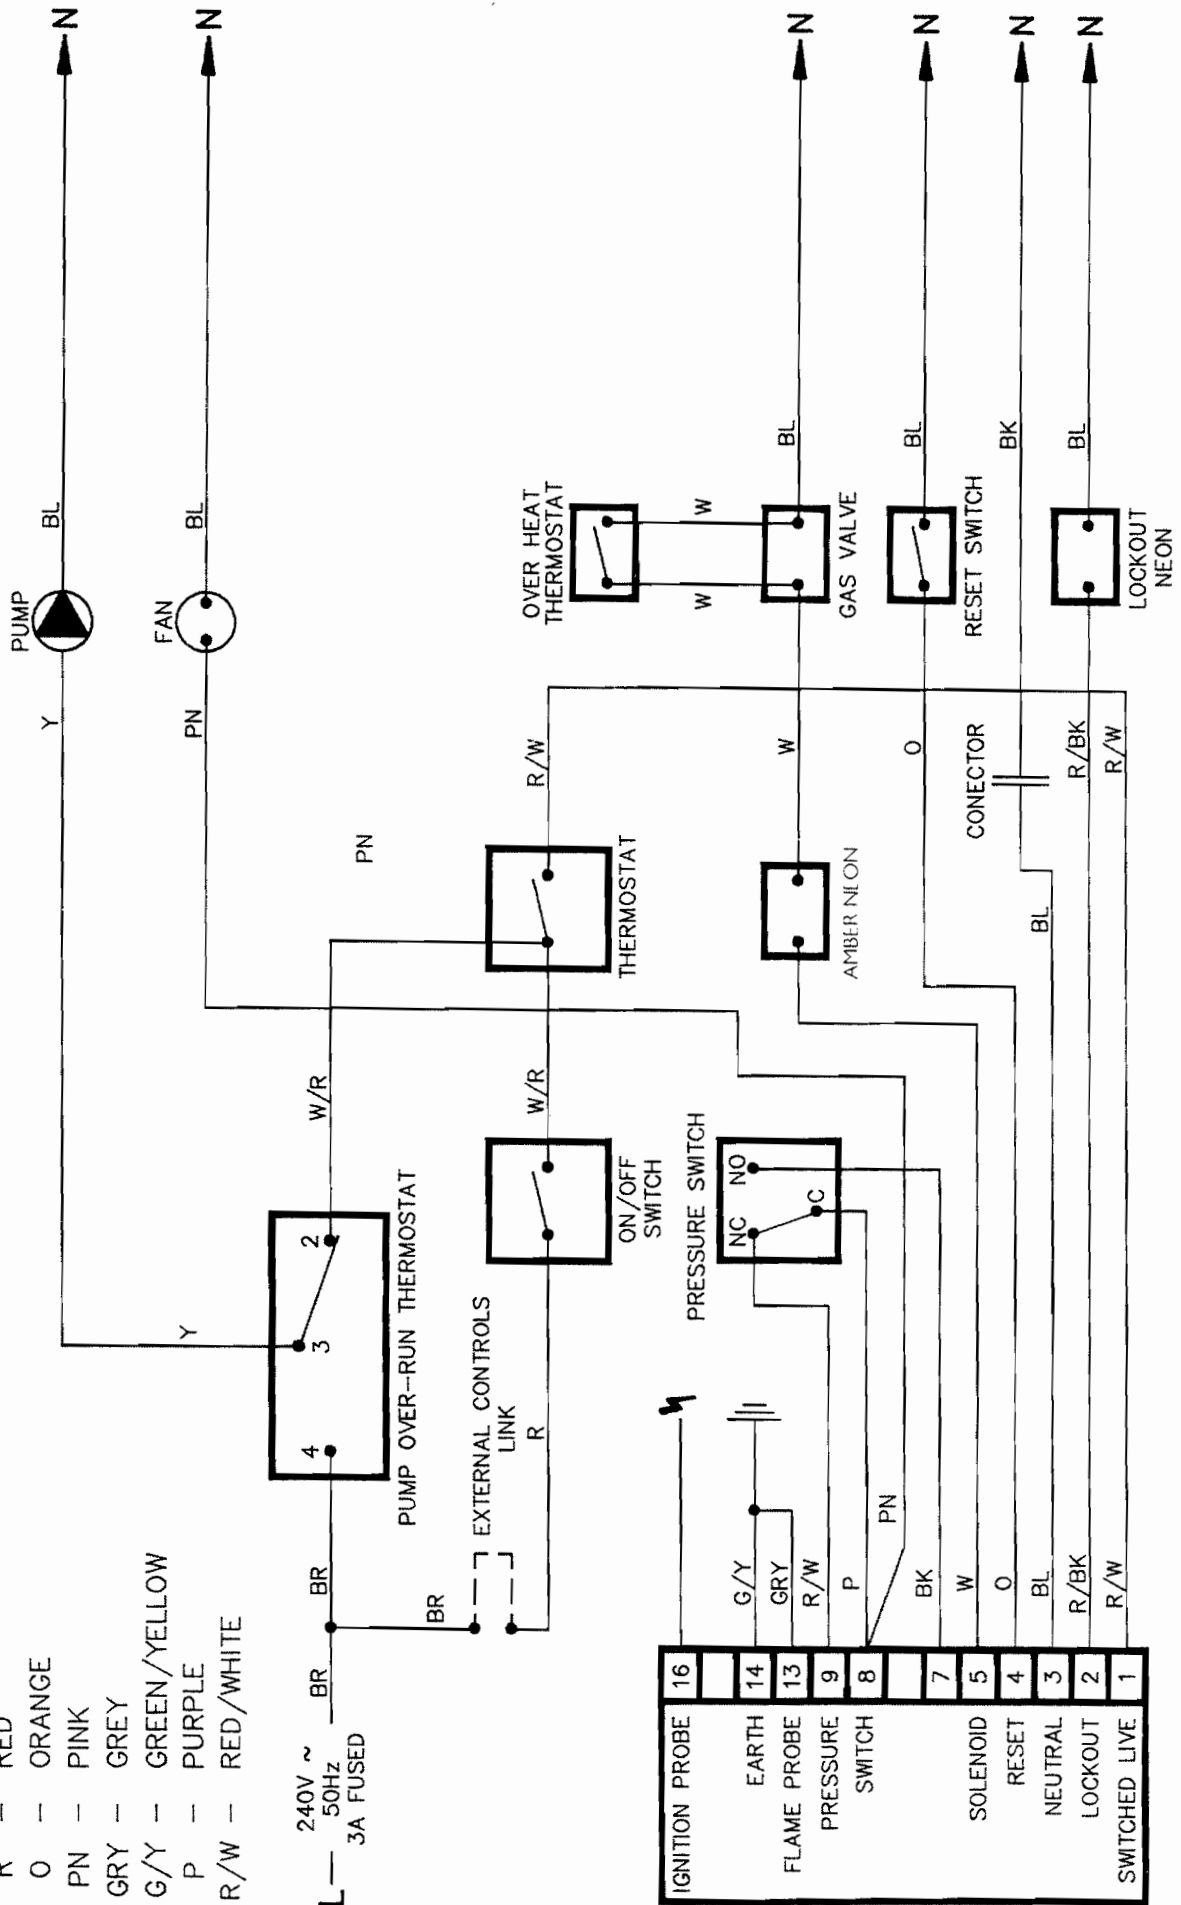 R — RED
O — ORANGE
PN — PINK
GRY — GREY
G/Y — GREEN/YELLOW
P — PURPLE
R/W — RED/WHITE
L
240V ~
50Hz
3A FUSED
BR
BR
BR
4
3
2
PUMP OVER-RUN THERMOSTAT
Y
Y
PUMP
BL
N
PN
FAN
BL
N
W/R
PN
EXTERNAL CONTROLS
LINK
R
ON/OFF
SWITCH
W/R
THERMOSTAT
R/W
OVER HEAT
THERMOSTAT
W
W
GAS VALVE
BL
N
W
AMBER NEON
PRESSURE SWITCH
NC
NO
C
RESET SWITCH
O
BL
N
CONECTOR
BL
BK
N
LOCKOUT
NEON
R/BK
BL
N
R/W
IGNITION PROBE
16
EARTH
14
G/Y
FLAME PROBE
13
GRY
PRESSURE
9
R/W
SWITCH
8
P
PN
7
BK
SOLENOID
5
W
RESET
4
O
NEUTRAL
3
BL
LOCKOUT
2
R/BK
SWITCHED LIVE
1
R/W